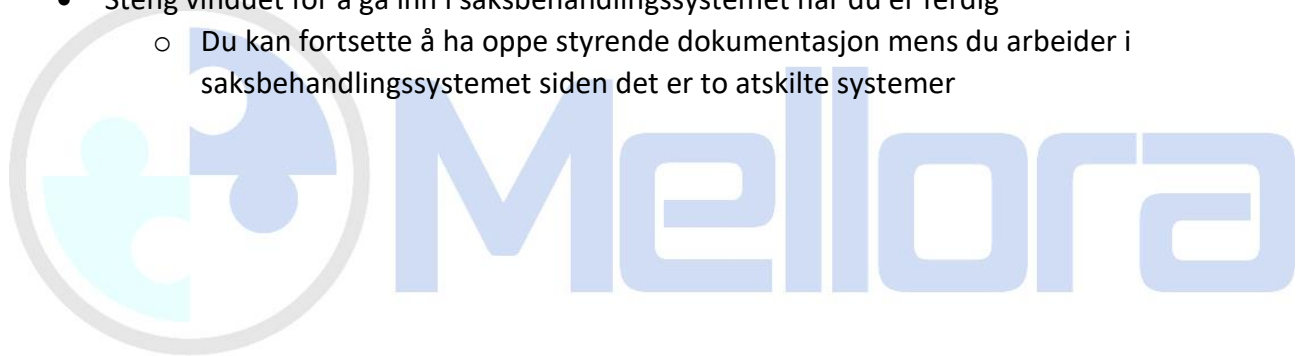 • Steng vinduet for å gå inn i saksbehandlingssystemet når du er ferdig
o Du kan fortsette å ha oppe styrende dokumentasjon mens du arbeider i
saksbehandlingssystemet siden det er to atskilte systemer
Mellora